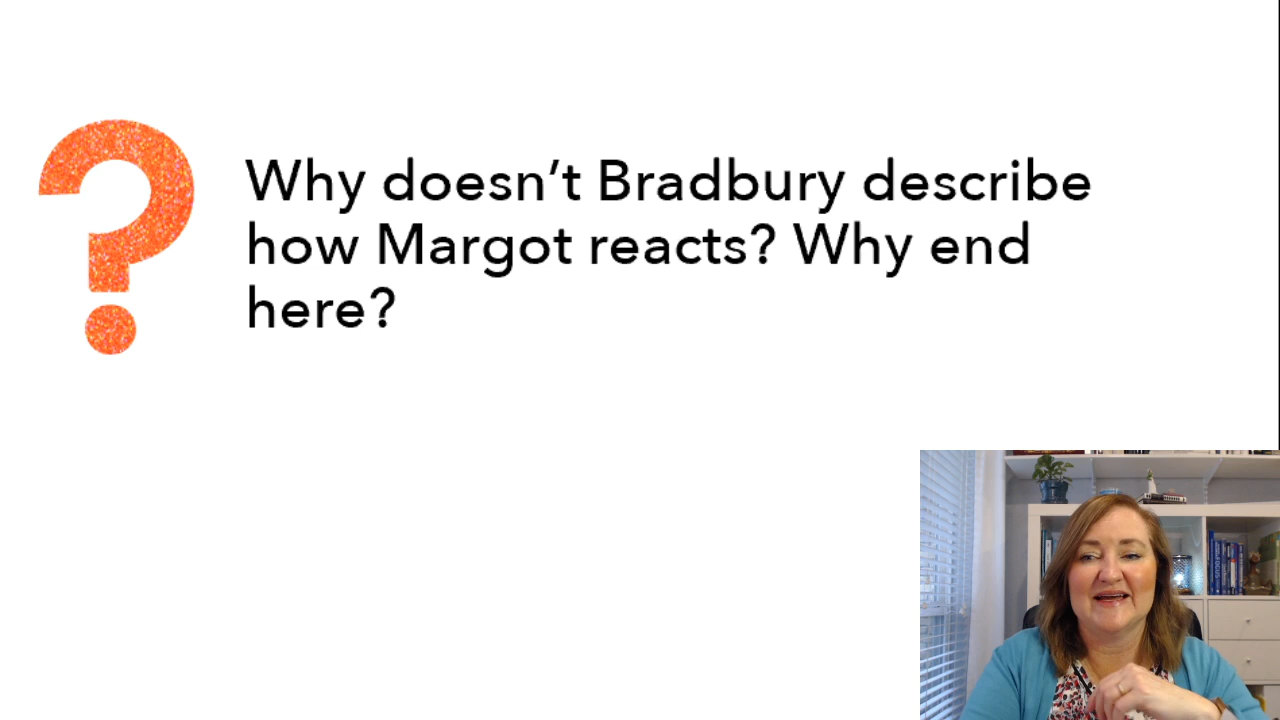 Why doesn’t Bradbury describe
how Margot reacts? Why end
here?